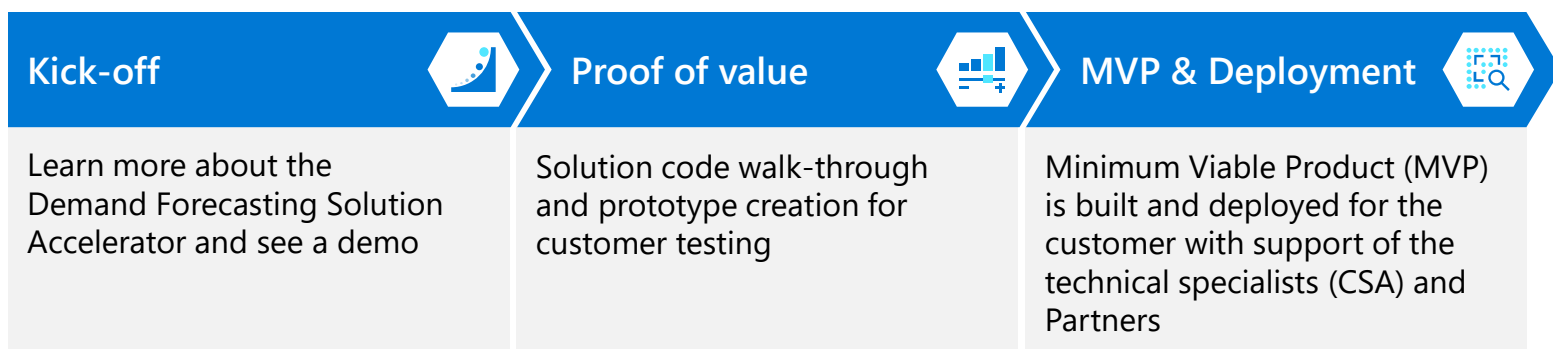 Kick-off
Learn more about the
Demand Forecasting Solution
Accelerator and see a demo
Proof of value
Solution code walk-through
and prototype creation for
customer testing
MVP & Deployment
Minimum Viable Product (MVP)
is built and deployed for the
customer with support of the
technical specialists (CSA) and
Partners